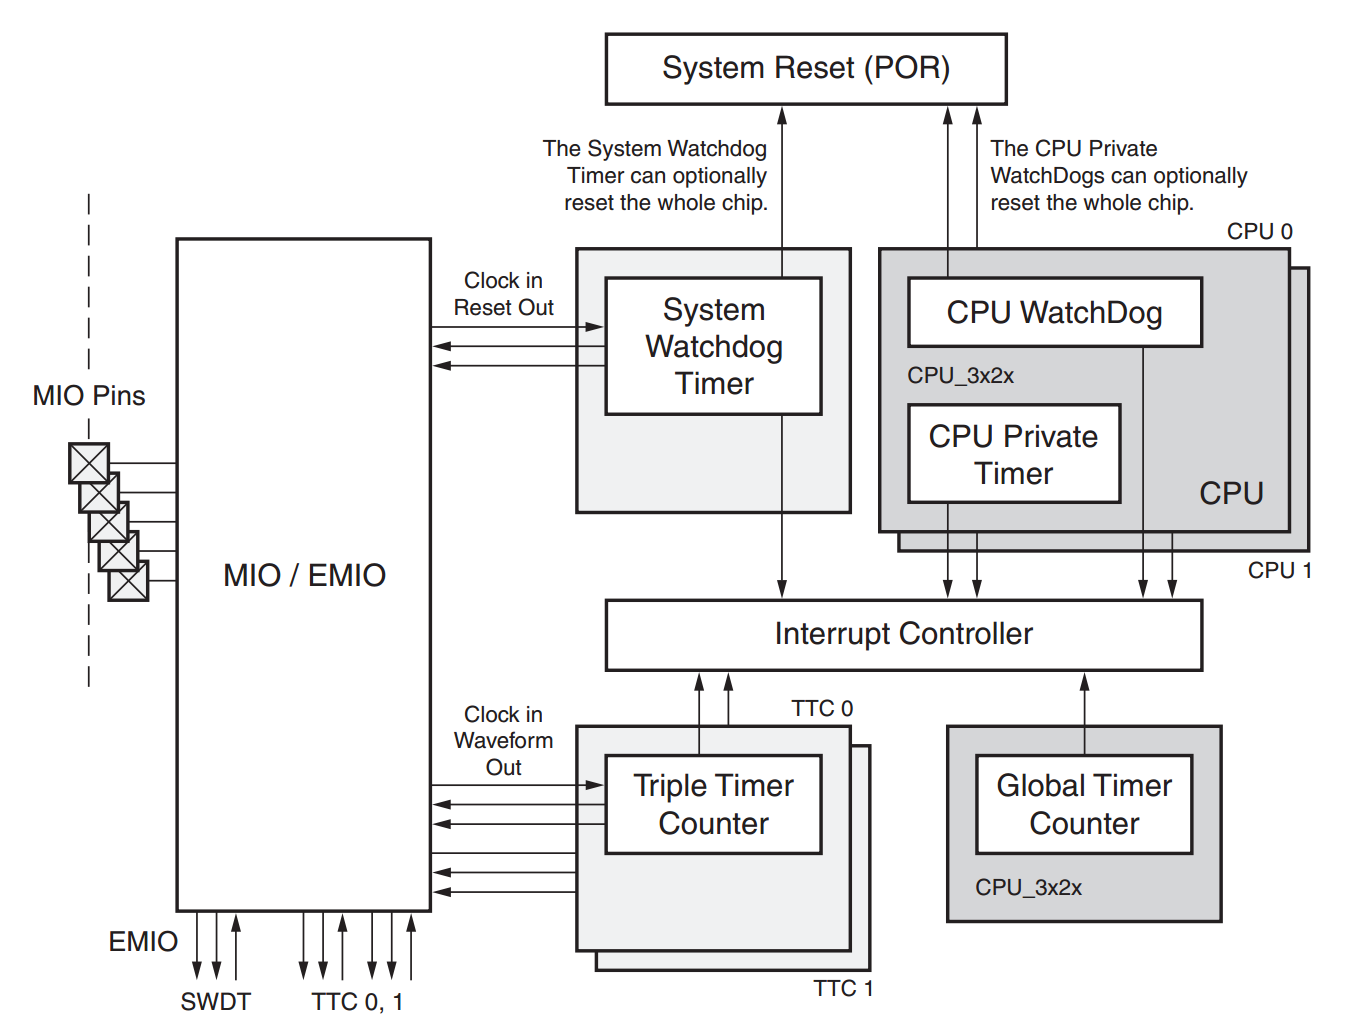 System Reset (POR)
The System Watchdog
Timer can optionally
reset the whole chip.
The CPU Private
WatchDogs can optionally
reset the whole chip.
CPU 0
Clock in
Reset Out
System
Watchdog
Timer
CPU WatchDog
CPU_3x2x
CPU Private
Timer
CPU
CPU 1
MIO Pins
MIO / EMIO
Interrupt Controller
Clock in
Waveform
Out
TTC 0
Triple Timer
Counter
Global Timer
Counter
CPU_3x2x
TTC 1
EMIO
SWDT
TTC 0, 1